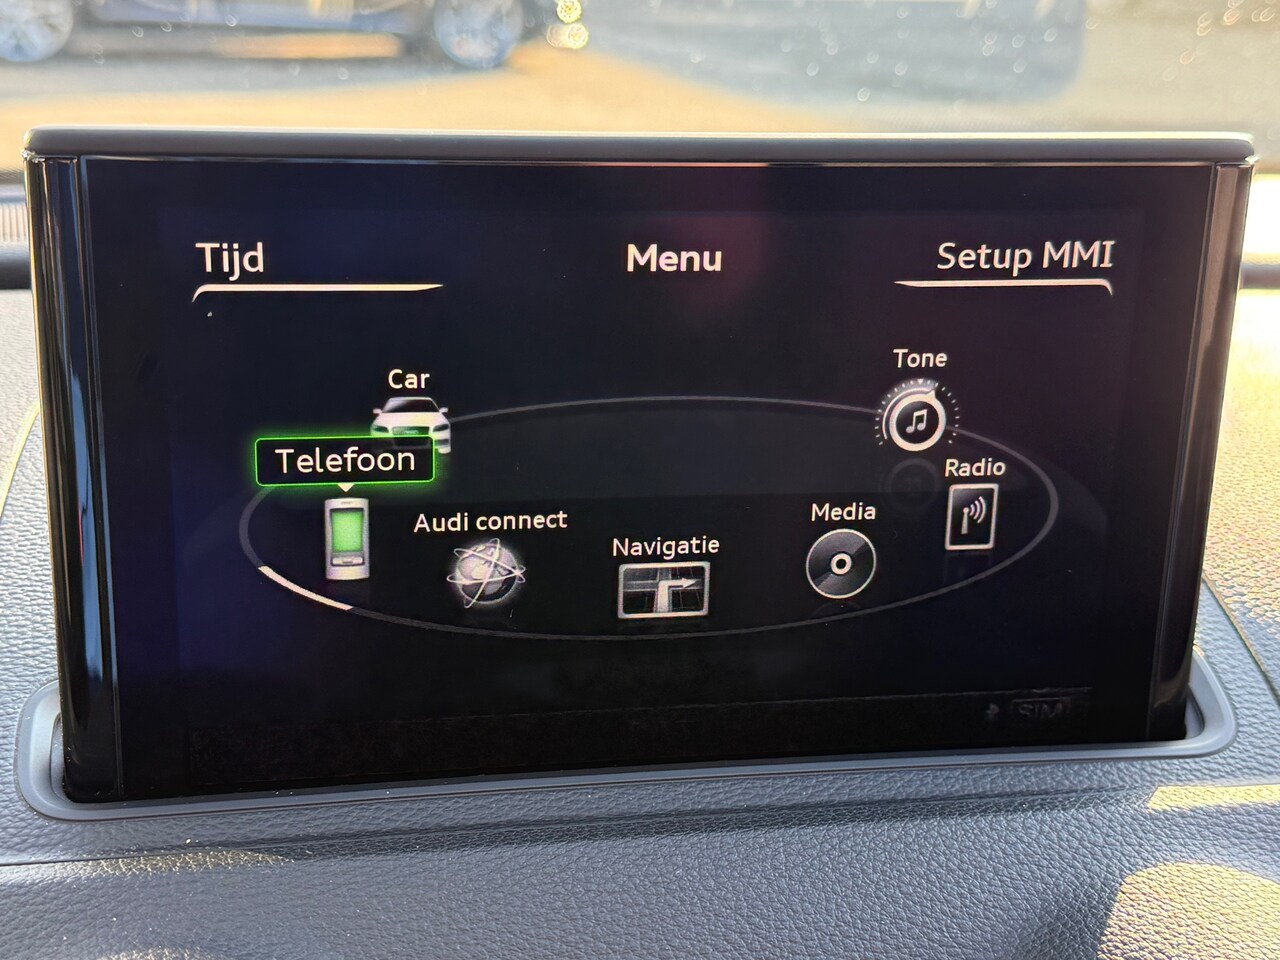 Tijd
Menu
Setup MMI
Tone
Car
Telefoon
Radio
Media
Audi connect
Navigatie
SIM